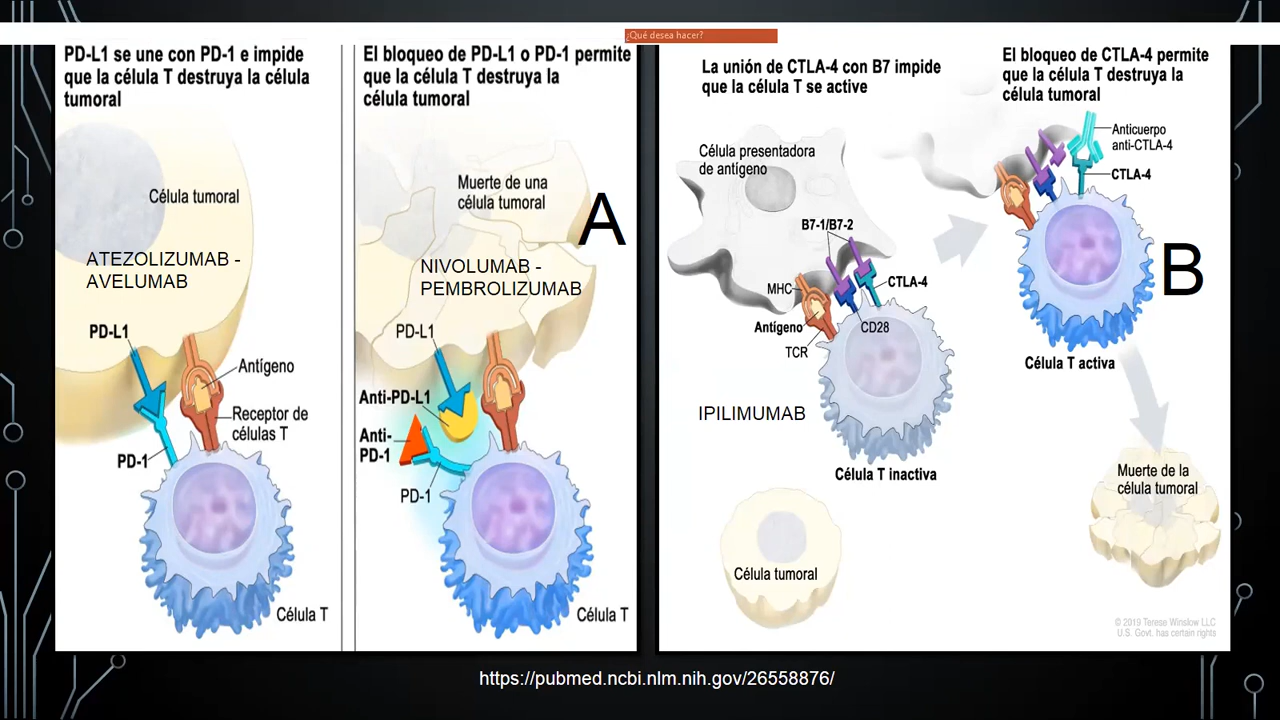 ¿Qué desea hacer?
PD-L1 se une con PD-1 e impide
que la célula T destruya la célula
tumoral
Célula tumoral
ATEZOLIZUMAB -
AVELUMAB
PD-L1
Antígeno
Receptor de
células T
PD-1
Célula T
El bloqueo de PD-L1 o PD-1 permite
que la célula T destruya la
célula tumoral
Muerte de una
célula tumoral
A
NIVOLUMAB -
PEMBROLIZUMAB
PD-L1
Anti-PD-L1
Anti-
PD-1
PD-1
Célula T
La unión de CTLA-4 con B7 impide
que la célula T se active
Célula presentadora
de antígeno
B7-1/B7-2
MHC
CTLA-4
Antígeno
CD28
TCR
IPILIMUMAB
Célula T inactiva
Célula tumoral
El bloqueo de CTLA-4 permite
que la célula T destruya la
célula tumoral
Anticuerpo
anti-CTLA-4
CTLA-4
B
Célula T activa
Muerte de la
célula tumoral
© 2019 Terese Winslow LLC
U.S. Govt. has certain rights
https://pubmed.ncbi.nlm.nih.gov/26558876/